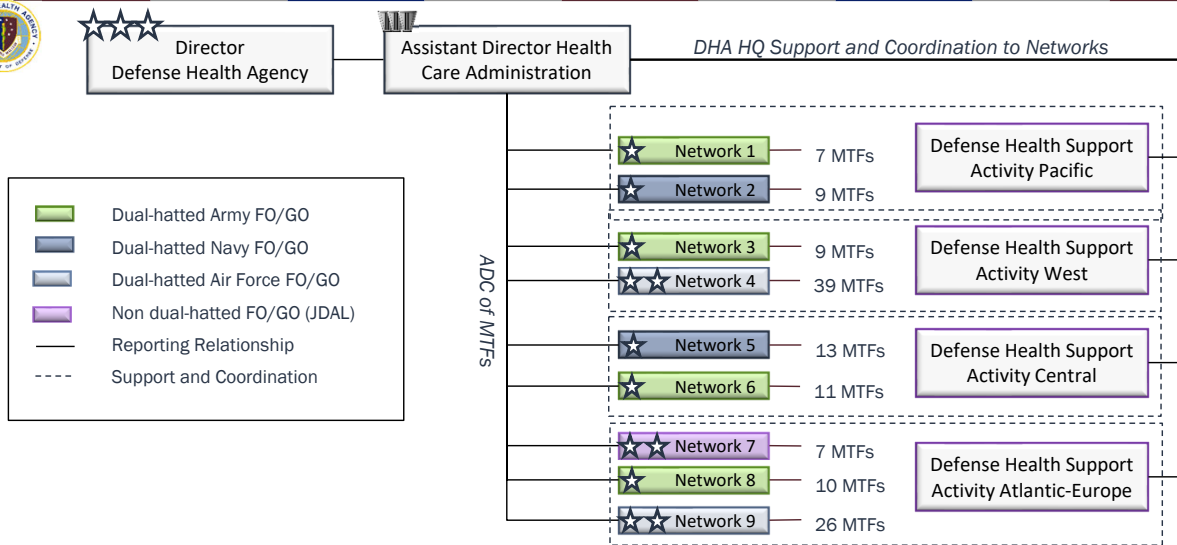 HEALTH AGENCY
Director
Defense Health Agency
Assistant Director Health
Care Administration
DHA HQ Support and Coordination to Networks
Network 1
7 MTFs
Network 2
9 MTFs
Defense Health Support
Activity Pacific
Dual-hatted Army FO/GO
Dual-hatted Navy FO/GO
Dual-hatted Air Force FO/GO
Non dual-hatted FO/GO (JDAL)
Reporting Relationship
Support and Coordination
ADC of MTFs
Network 3
9 MTFs
Network 4
39 MTFs
Defense Health Support
Activity West
Network 5
13 MTFs
Network 6
11 MTFs
Defense Health Support
Activity Central
Network 7
7 MTFs
Network 8
10 MTFs
Network 9
26 MTFs
Defense Health Support
Activity Atlantic-Europe